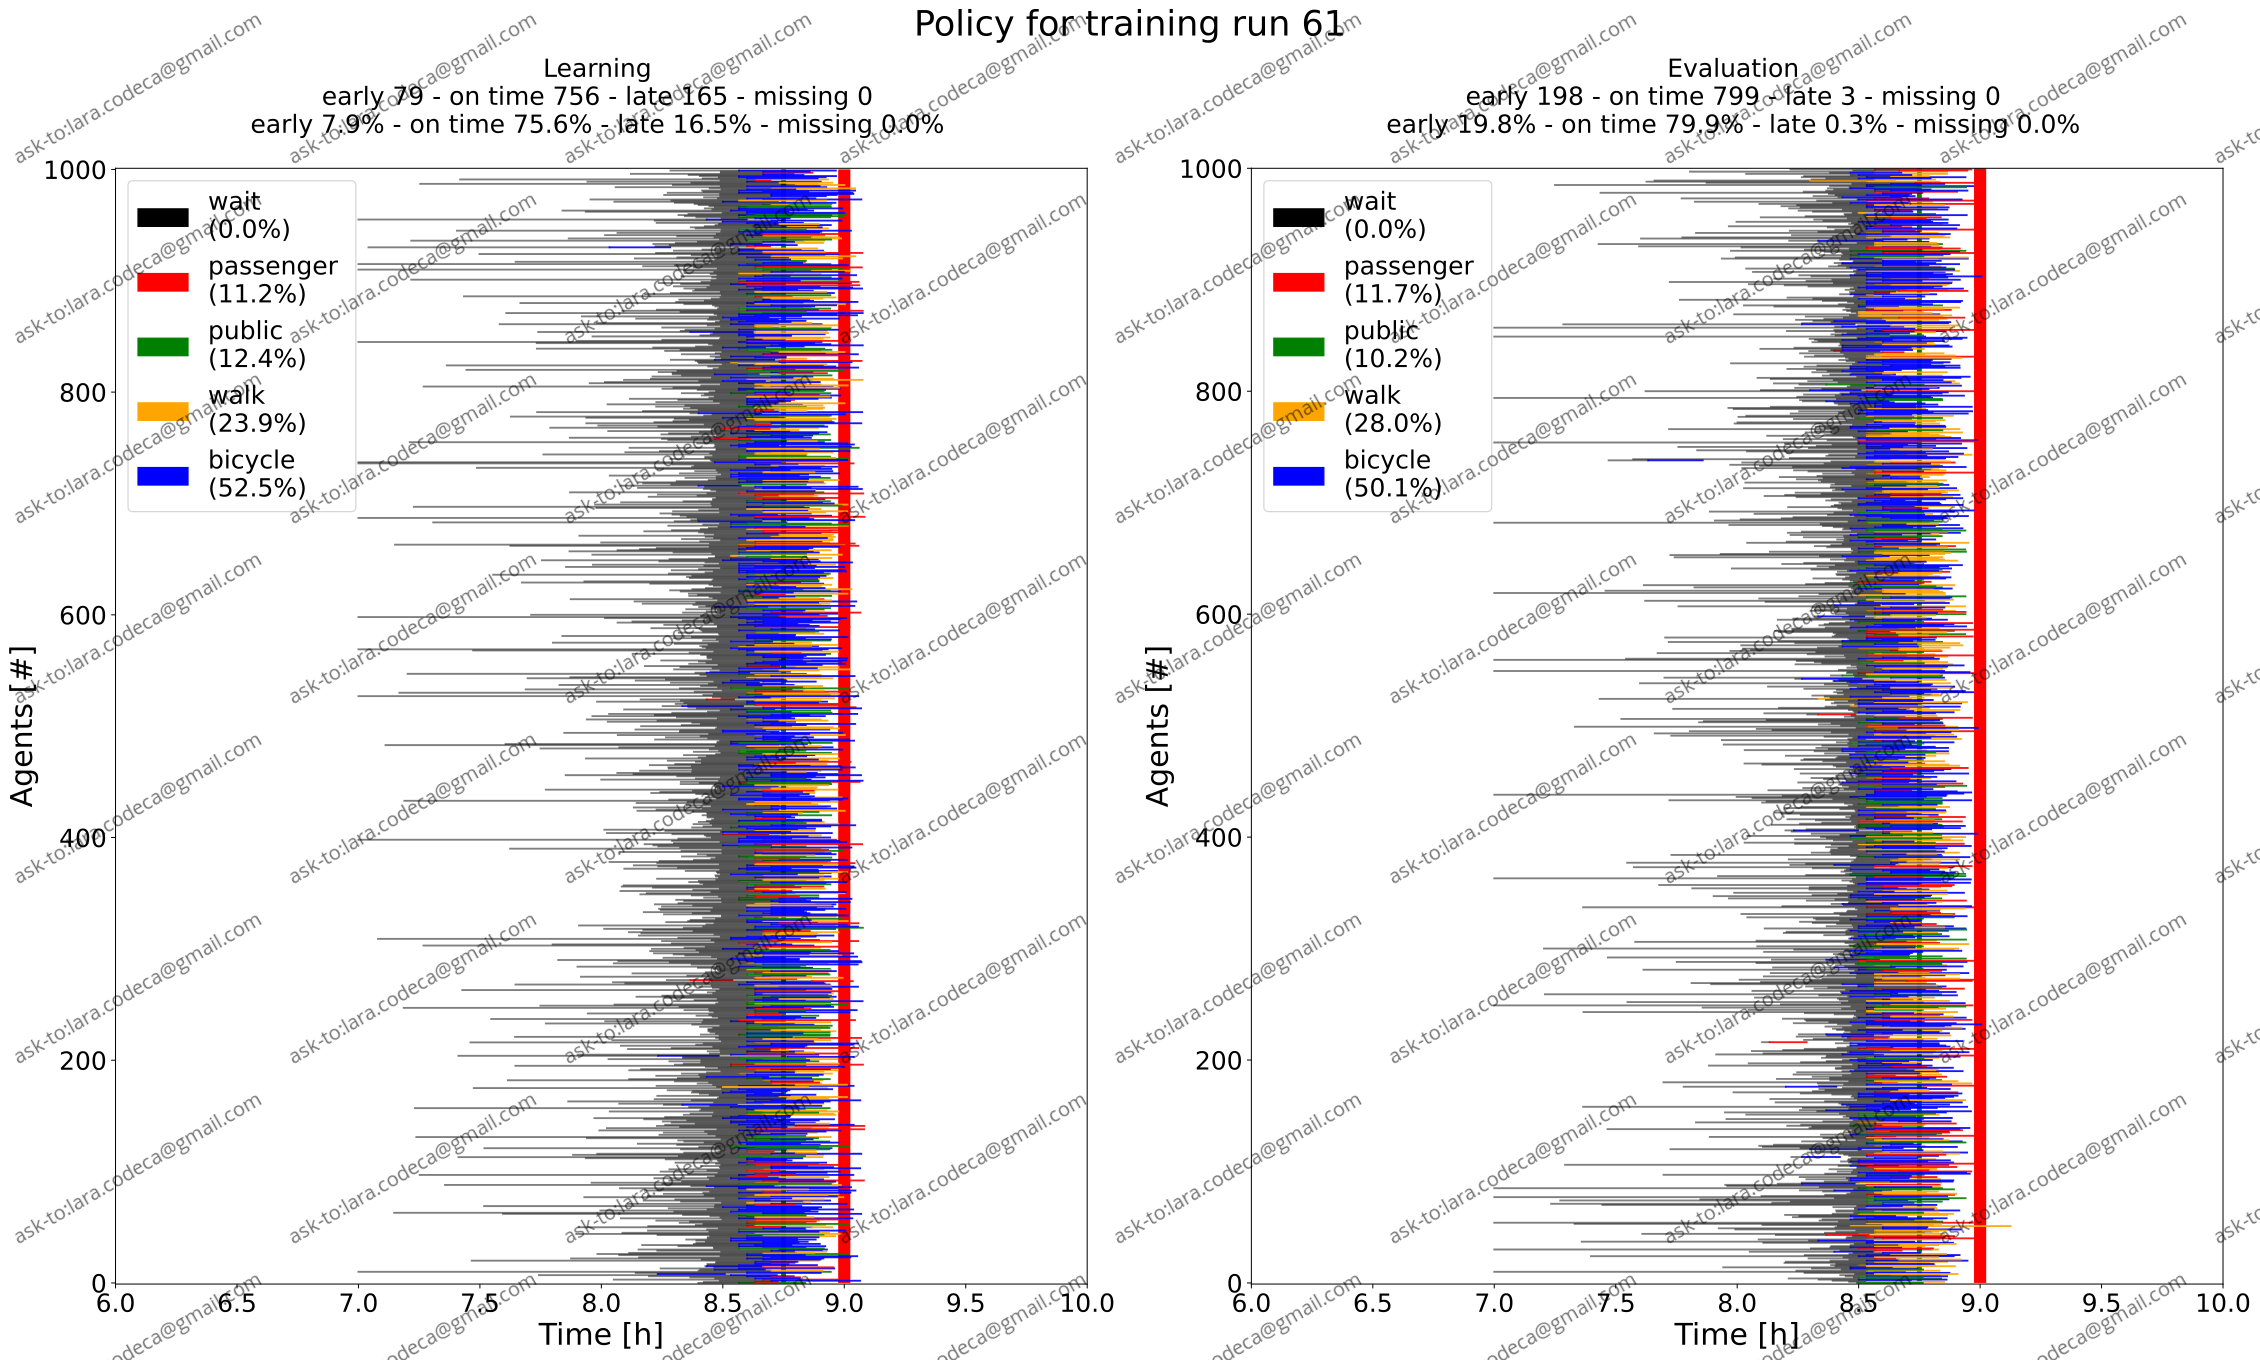 Policy for training run 61
Learning
early 79 - on time 756 - late 165 - missing 0
early 7.9% - on time 75.6% - late 16.5% - missing 0.0%
1000
800
600
400
200
0
Agents [#]
wait
(0.0%)
passenger
(11.2%)
public
(12.4%)
walk
(23.9%)
bicycle
(52.5%)
6.0 6.5 7.0 7.5 8.0 8.5 9.0 9.5 10.0
Time [h]
Evaluation
early 198 - on time 799 - late 3 - missing 0
early 19.8% - on time 79.9% - late 0.3% - missing 0.0%
1000
800
600
400
200
0
Agents [#]
wait
(0.0%)
passenger
(11.7%)
public
(10.2%)
walk
(28.0%)
bicycle
(50.1%)
6.0 6.5 7.0 7.5 8.0 8.5 9.0 9.5 10.0
Time [h]
ask-to:lara.codeca@gmail.com